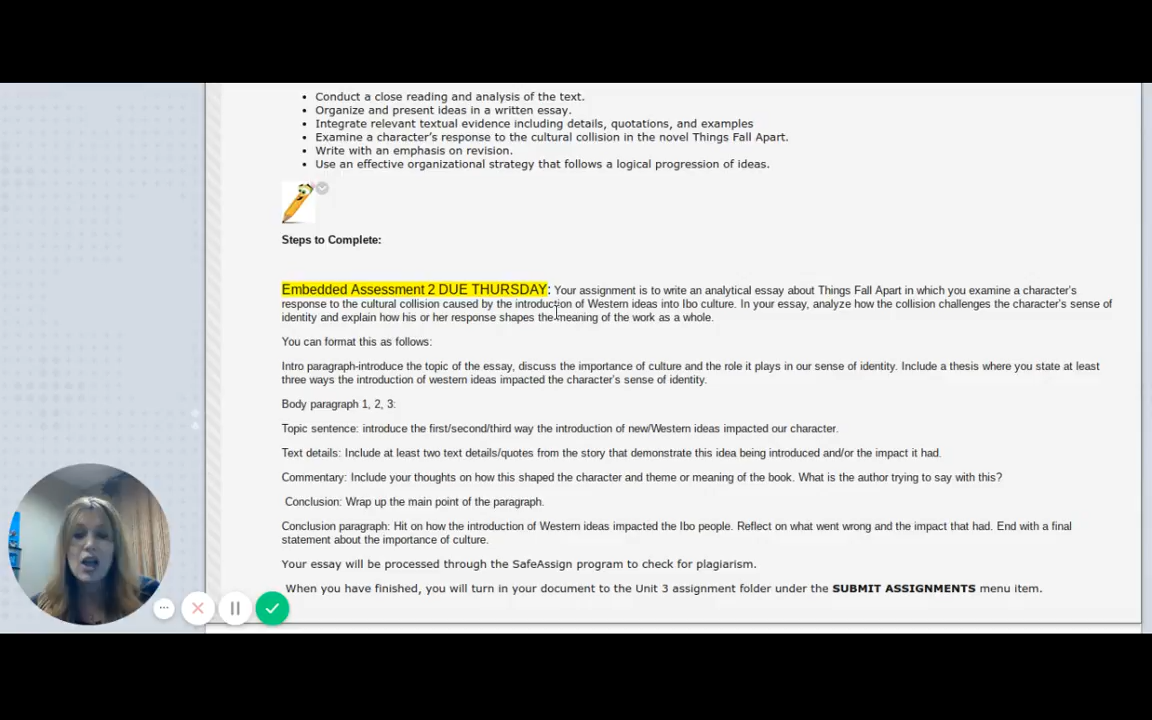 Conduct a close reading and analysis of the text.
Organize and present ideas in a written essay.
Integrate relevant textual evidence including details, quotations, and examples
Examine a character's response to the cultural collision in the novel Things Fall Apart.
Write with an emphasis on revision.
Use an effective organizational strategy that follows a logical progression of ideas.
Steps to Complete:
Embedded Assessment 2 DUE THURSDAY: Your assignment is to write an analytical essay about Things Fall Apart in which you examine a character's
response to the cultural collision caused by the introduction of Western ideas into Ibo culture. In your essay, analyze how the collision challenges the character's sense of
identity and explain how his or her response shapes the meaning of the work as a whole.
You can format this as follows:
Intro paragraph-introduce the topic of the essay, discuss the importance of culture and the role it plays in our sense of identity. Include a thesis where you state at least
three ways the introduction of western ideas impacted the character's sense of identity.
Body paragraph 1, 2, 3:
Topic sentence: introduce the first/second/third way the introduction of new/Western ideas impacted our character.
Text details: Include at least two text details/quotes from the story that demonstrate this idea being introduced and/or the impact it had.
Commentary: Include your thoughts on how this shaped the character and theme or meaning of the book. What is the author trying to say with this?
Conclusion: Wrap up the main point of the paragraph.
Conclusion paragraph: Hit on how the introduction of Western ideas impacted the Ibo people. Reflect on what went wrong and the impact that had. End with a final
statement about the importance of culture.
Your essay will be processed through the SafeAssign program to check for plagiarism.
When you have finished, you will turn in your document to the Unit 3 assignment folder under the SUBMIT ASSIGNMENTS menu item.